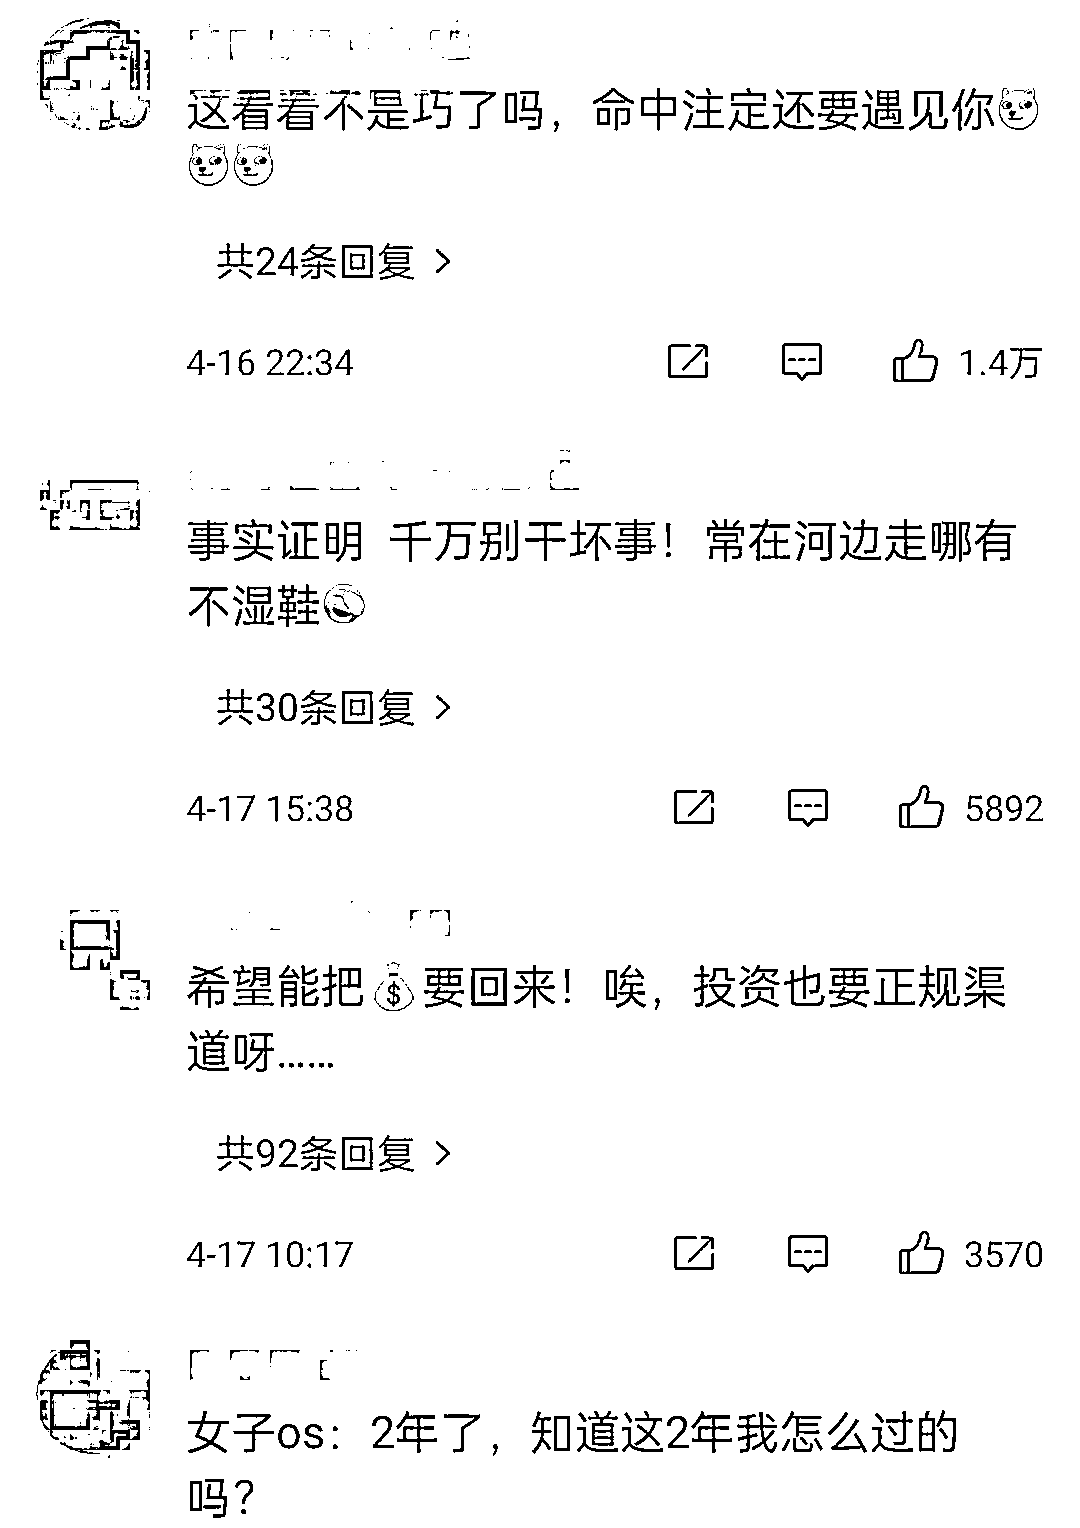 这看看不是巧了吗，命中注定还要遇见你
共24条回复 >
4-16 22:34 1.4万
事实证明 千万别干坏事！常在河边走哪有
不湿鞋
共30条回复 >
4-17 15:38 5892
希望能把💰要回来！唉，投资也要正规渠
道呀……
共92条回复 >
4-17 10:17 3570
女子os：2年了，知道这2年我怎么过的
吗？